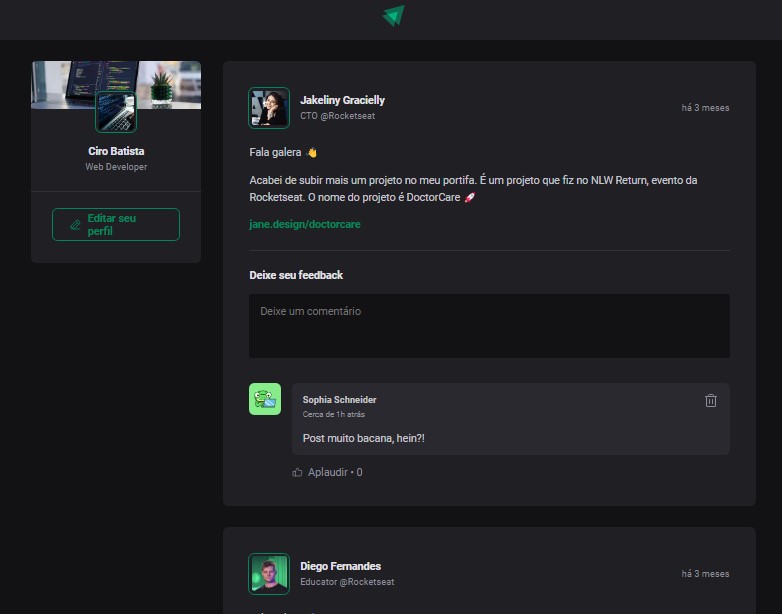 Ciro Batista
Web Developer
Editar seu
perfil
Jakeliny Gracielly
CTO @Rocketseat
há 3 meses
Fala galera 👋
Acabei de subir mais um projeto no meu portifa. É um projeto que fiz no NLW Return, evento da
Rocketseat. O nome do projeto é DoctorCare 🚀
jane.design/doctorcare
Deixe seu feedback
Deixe um comentário
Sophia Schneider
Cerca de 1h atrás
Post muito bacana, hein?!
Aplaudir • 0
Diego Fernandes
Educator @Rocketseat
há 3 meses